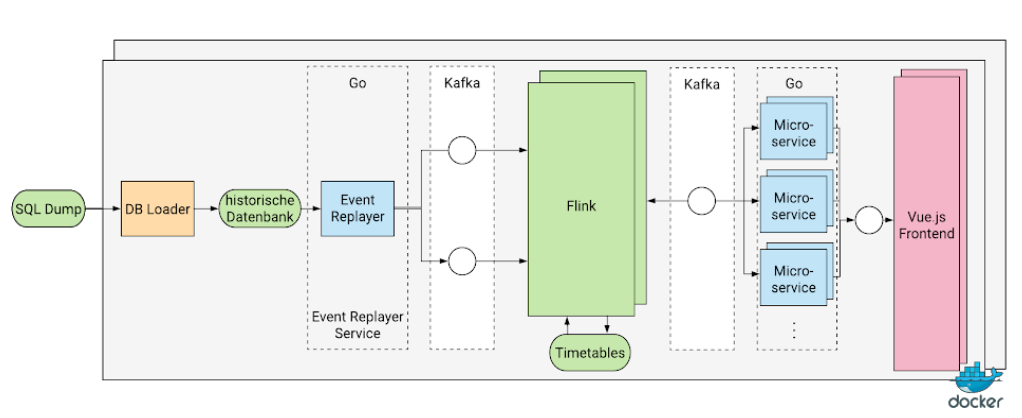 Go
Kafka
Kafka
Go
SQL Dump
DB Loader
historische
Datenbank
Event
Replayer
Event Replayer
Service
Flink
Timetables
Micro-
service
Micro-
service
Micro-
service
Vue.js
Frontend
docker